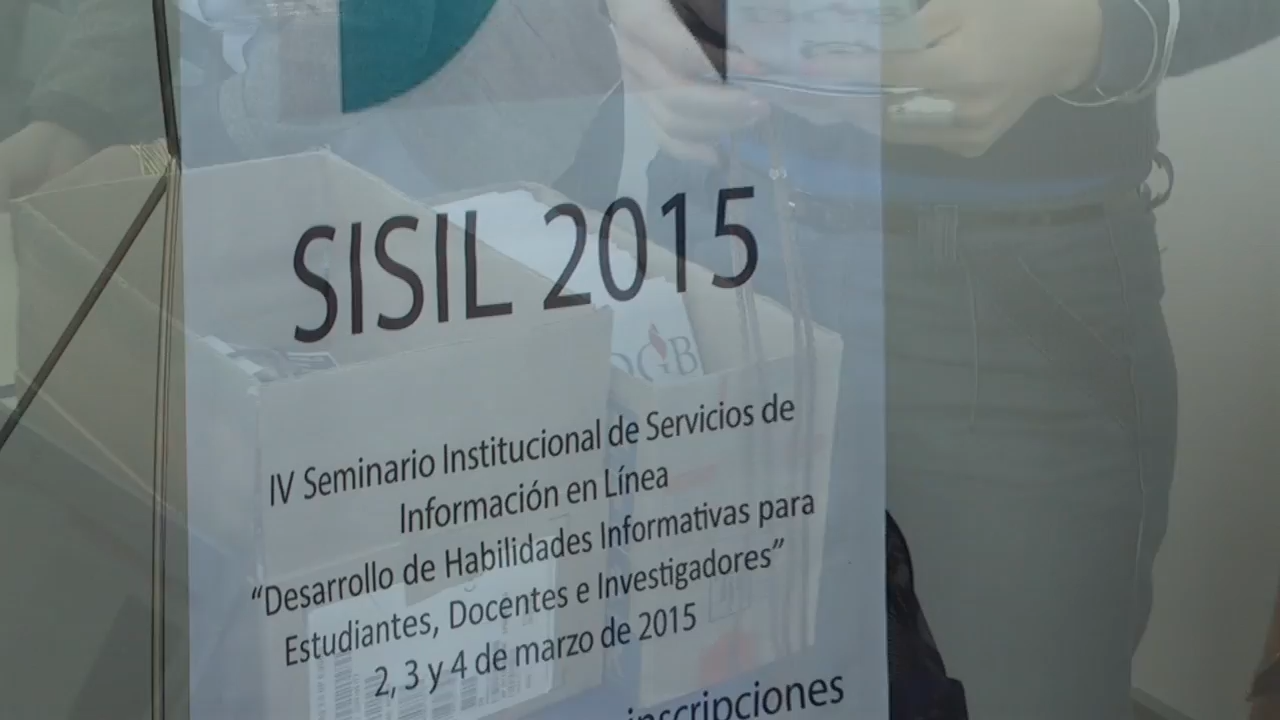 SISIL 2015
DGB
IV Seminario Institucional de Servicios de
Información en Línea
“Desarrollo de Habilidades Informativas para
Estudiantes, Docentes e Investigadores”
2, 3 y 4 de marzo de 2015
inscripciones